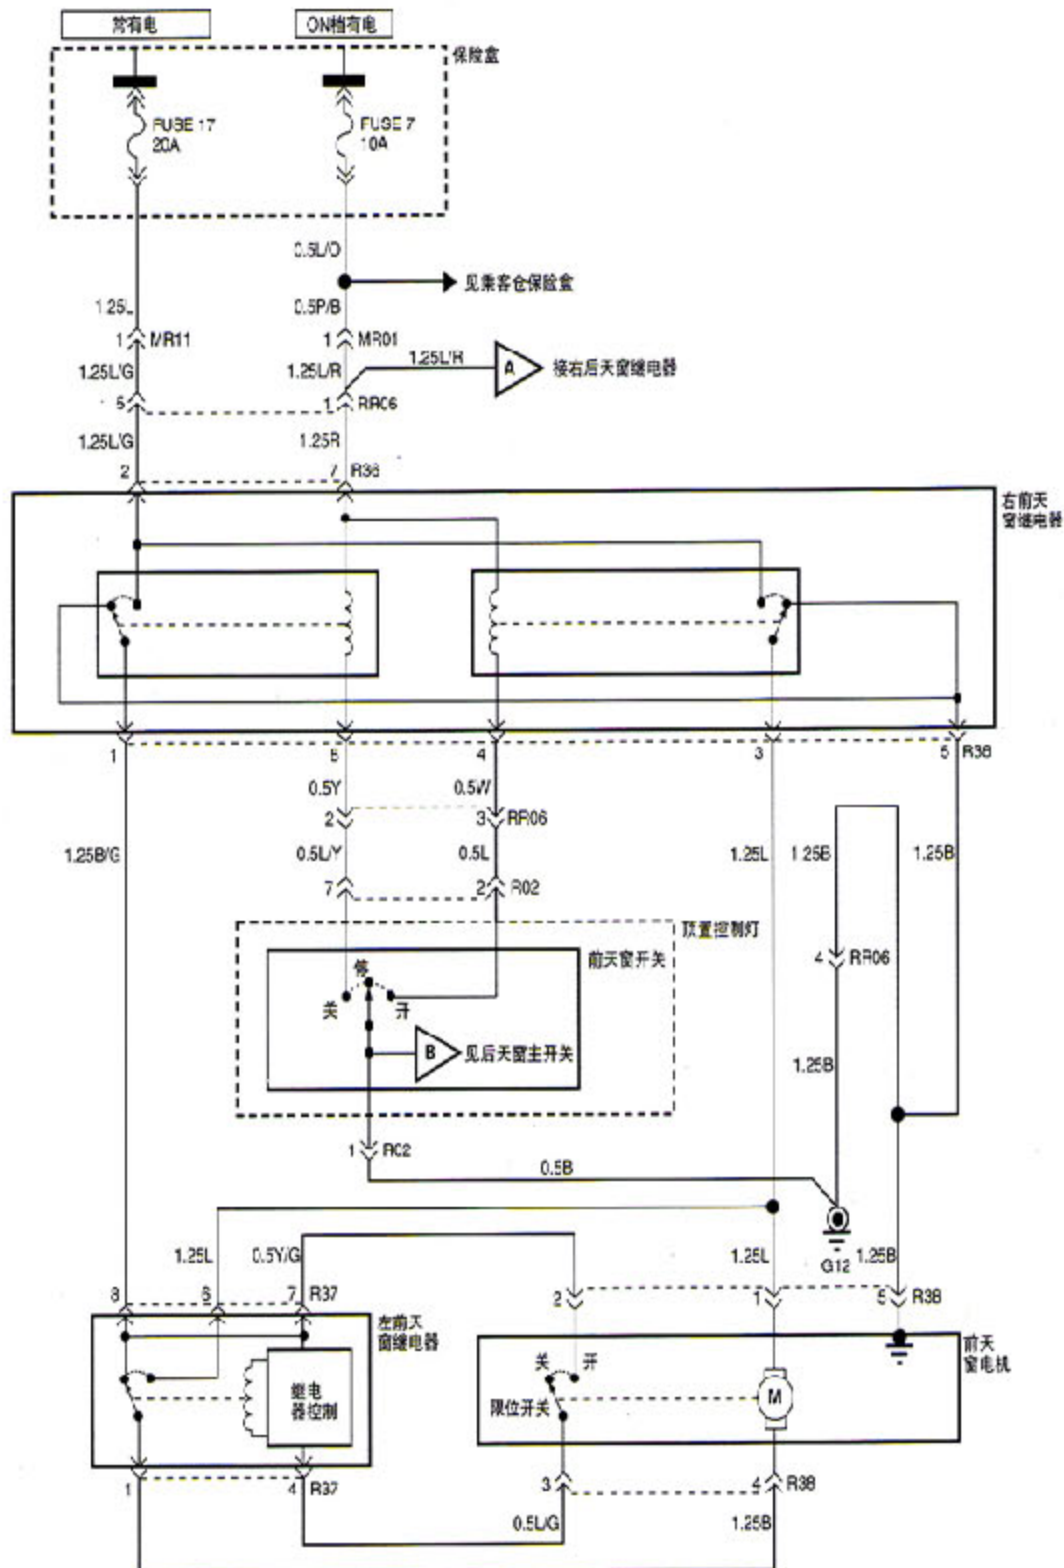 常有电
ON档有电
保险盒
FUSE 17
20A
FUSE 7
10A
0.5L/O
见乘客仓保险盒
1.25L
0.5P/B
1 MR11
1 MR01
1.25L/R
A
接右后天窗继电器
1.25L/G
1.25L/R
5
1 RR06
1.25L/G
1.25R
2
7 R36
右前天
窗继电器
1
4
3
5 R36
0.5Y
0.5W
2
3 RR06
1.25B/G
0.5L/Y
0.5L
1.25L
1.25B
1.25B
7
2 R02
顶置控制灯
前天窗开关
4 RR06
停
关
开
B
见后天窗主开关
1.25B
1 R02
0.5B
G12
1.25L
0.5Y/G
1.25L
1.25B
8
6
7 R37
2
1
5 R38
左前天
窗继电器
前天
窗电机
关
开
继电
器控制
限位开关
M
1
4 R37
3
4 R38
0.5L/G
1.25B